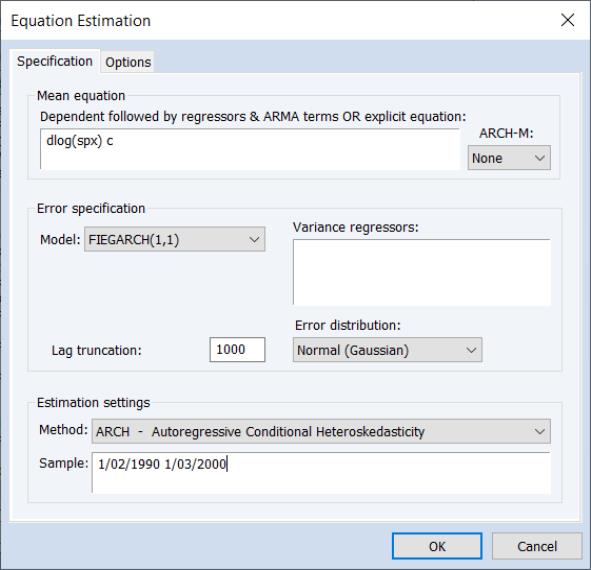 Equation Estimation
Specification Options
Mean equation
Dependent followed by regressors & ARMA terms OR explicit equation:
dlog(spx) c
ARCH-M:
None
Error specification
Model: FIEGARCH(1,1)
Variance regressors:
Lag truncation: 1000
Error distribution:
Normal (Gaussian)
Estimation settings
Method: ARCH - Autoregressive Conditional Heteroskedasticity
Sample: 1/02/1990 1/03/2000
OK Cancel